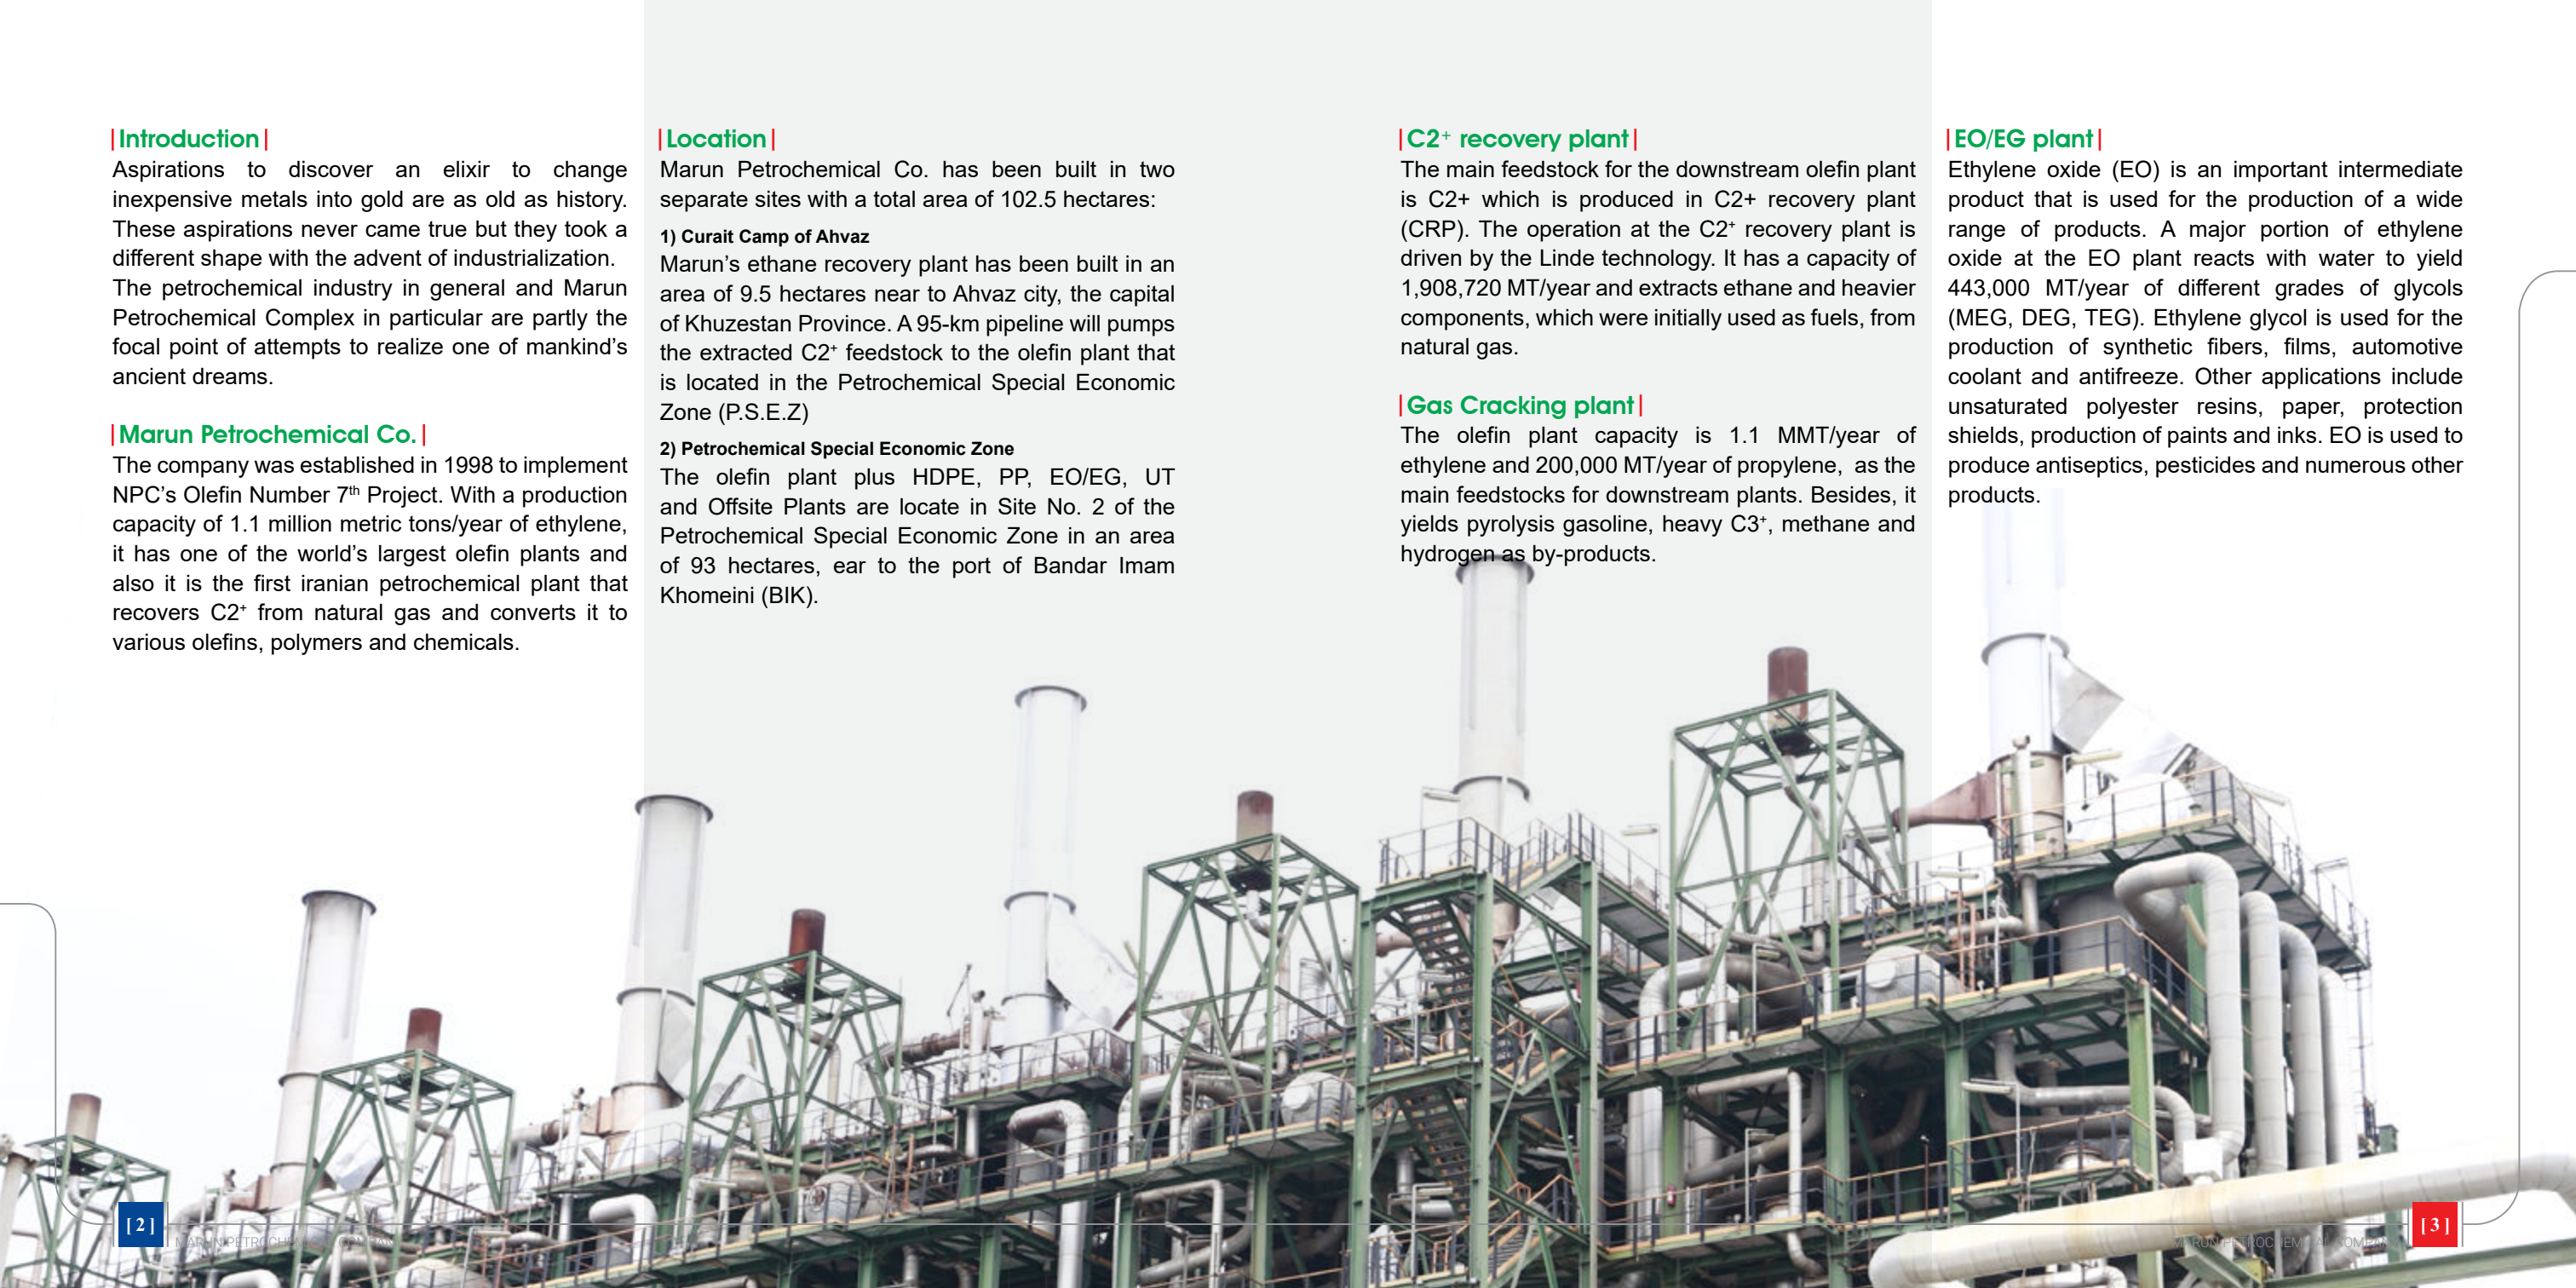 Introduction
Aspirations to discover an elixir to change
inexpensive metals into gold are as old as history.
These aspirations never came true but they took a
different shape with the advent of industrialization.
The petrochemical industry in general and Marun
Petrochemical Complex in particular are partly the
focal point of attempts to realize one of mankind’s
ancient dreams.
Marun Petrochemical Co.
The company was established in 1998 to implement
NPC’s Olefin Number 7th Project. With a production
capacity of 1.1 million metric tons/year of ethylene,
it has one of the world’s largest olefin plants and
also it is the first iranian petrochemical plant that
recovers C2+ from natural gas and converts it to
various olefins, polymers and chemicals.
Location
Marun Petrochemical Co. has been built in two
separate sites with a total area of 102.5 hectares:
1) Curait Camp of Ahvaz
Marun’s ethane recovery plant has been built in an
area of 9.5 hectares near to Ahvaz city, the capital
of Khuzestan Province. A 95-km pipeline will pumps
the extracted C2+ feedstock to the olefin plant that
is located in the Petrochemical Special Economic
Zone (P.S.E.Z)
2) Petrochemical Special Economic Zone
The olefin plant plus HDPE, PP, EO/EG, UT
and Offsite Plants are locate in Site No. 2 of the
Petrochemical Special Economic Zone in an area
of 93 hectares, ear to the port of Bandar Imam
Khomeini (BIK).
C2+ recovery plant
The main feedstock for the downstream olefin plant
is C2+ which is produced in C2+ recovery plant
(CRP). The operation at the C2+ recovery plant is
driven by the Linde technology. It has a capacity of
1,908,720 MT/year and extracts ethane and heavier
components, which were initially used as fuels, from
natural gas.
Gas Cracking plant
The olefin plant capacity is 1.1 MMT/year of
ethylene and 200,000 MT/year of propylene, as the
main feedstocks for downstream plants. Besides, it
yields pyrolysis gasoline, heavy C3+, methane and
hydrogen as by-products.
EO/EG plant
Ethylene oxide (EO) is an important intermediate
product that is used for the production of a wide
range of products. A major portion of ethylene
oxide at the EO plant reacts with water to yield
443,000 MT/year of different grades of glycols
(MEG, DEG, TEG). Ethylene glycol is used for the
production of synthetic fibers, films, automotive
coolant and antifreeze. Other applications include
unsaturated polyester resins, paper, protection
shields, production of paints and inks. EO is used to
produce antiseptics, pesticides and numerous other
products.
[ 2 ]
MARUN PETROCHEMICAL COMPANY
MARUN PETROCHEMICAL COMPANY
[ 3 ]